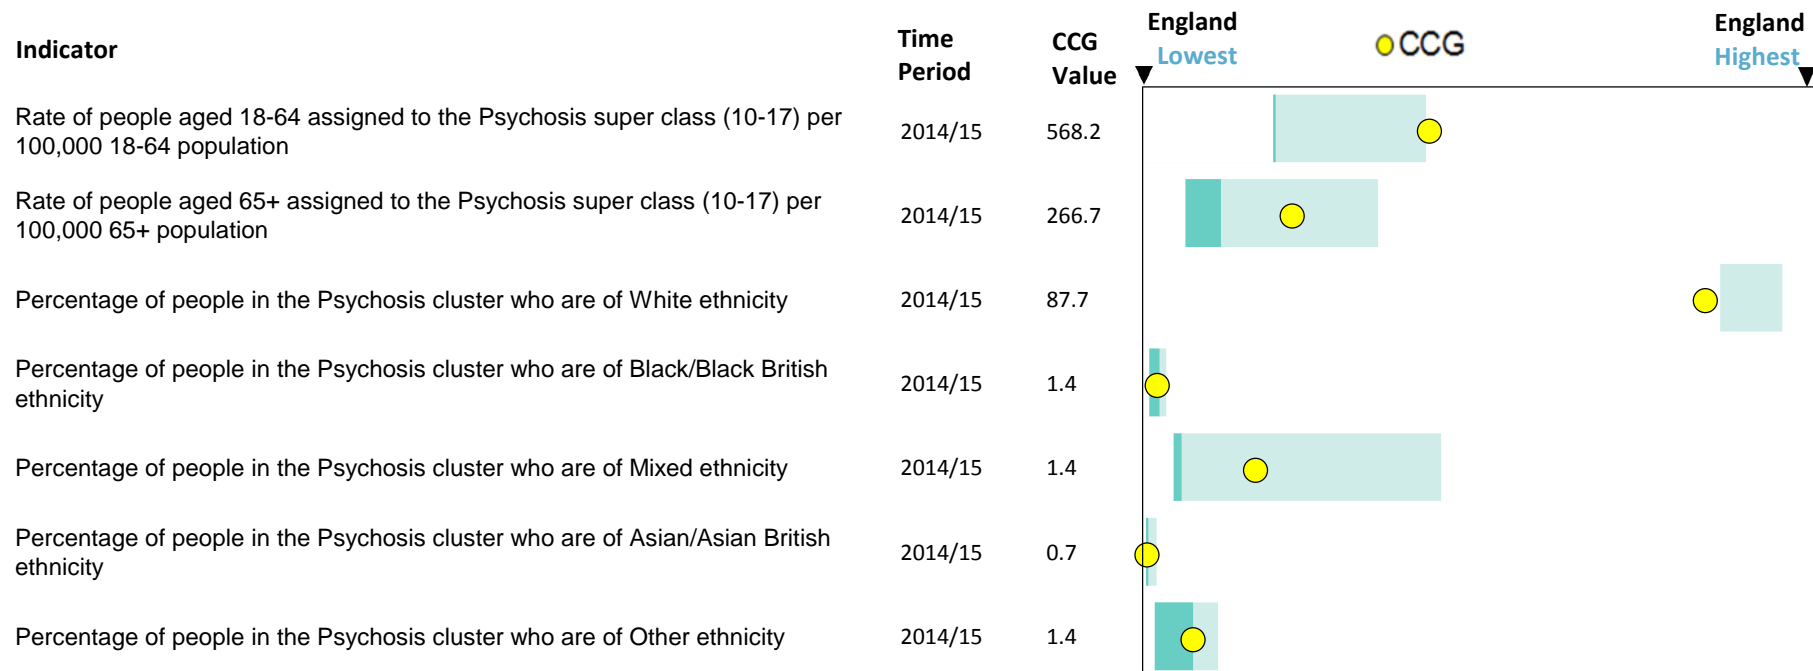 Indicator
Time
Period
CCG
Value
England
Lowest
CCG
England
Highest
Rate of people aged 18-64 assigned to the Psychosis super class (10-17) per
100,000 18-64 population
2014/15
568.2
Rate of people aged 65+ assigned to the Psychosis super class (10-17) per
100,000 65+ population
2014/15
266.7
Percentage of people in the Psychosis cluster who are of White ethnicity
2014/15
87.7
Percentage of people in the Psychosis cluster who are of Black/Black British
ethnicity
2014/15
1.4
Percentage of people in the Psychosis cluster who are of Mixed ethnicity
2014/15
1.4
Percentage of people in the Psychosis cluster who are of Asian/Asian British
ethnicity
2014/15
0.7
Percentage of people in the Psychosis cluster who are of Other ethnicity
2014/15
1.4